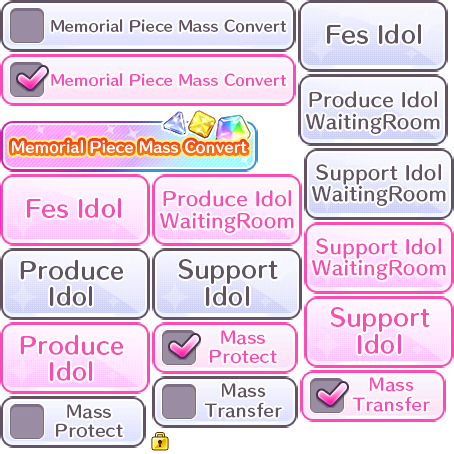 Memorial Piece Mass Convert
Fes Idol
Memorial Piece Mass Convert
Produce Idol
WaitingRoom
Memorial Piece Mass Convert
Support Idol
WaitingRoom
Fes Idol
Produce Idol
WaitingRoom
Support Idol
WaitingRoom
Produce
Idol
Support
Idol
Support
Idol
Produce
Idol
Mass
Protect
Mass
Transfer
Mass
Transfer
Mass
Protect